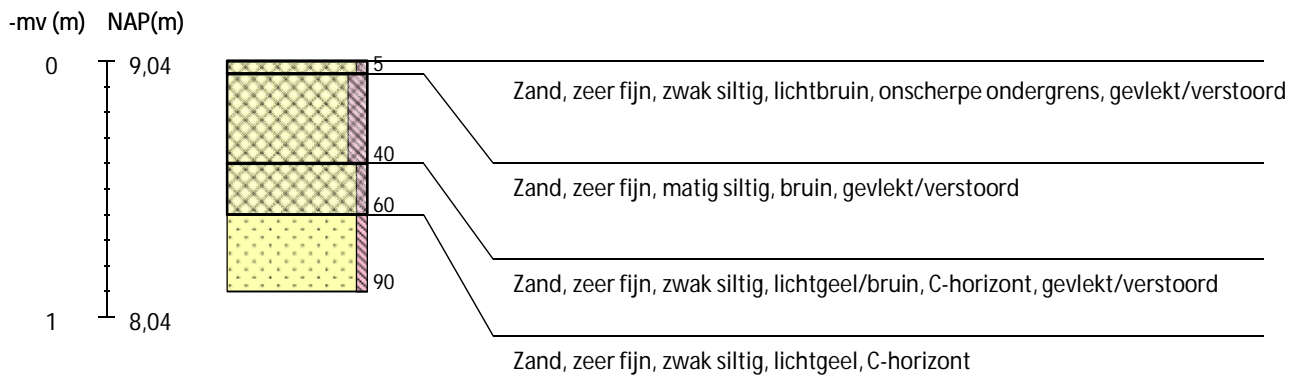 -mv (m) NAP(m)
0 9,04
5
Zand, zeer fijn, zwak siltig, lichtbruin, onscherpe ondergrens, gevlekt/verstoord
40
Zand, zeer fijn, matig siltig, bruin, gevlekt/verstoord
60
90
Zand, zeer fijn, zwak siltig, lichtgeel/bruin, C-horizont, gevlekt/verstoord
1 8,04
Zand, zeer fijn, zwak siltig, lichtgeel, C-horizont